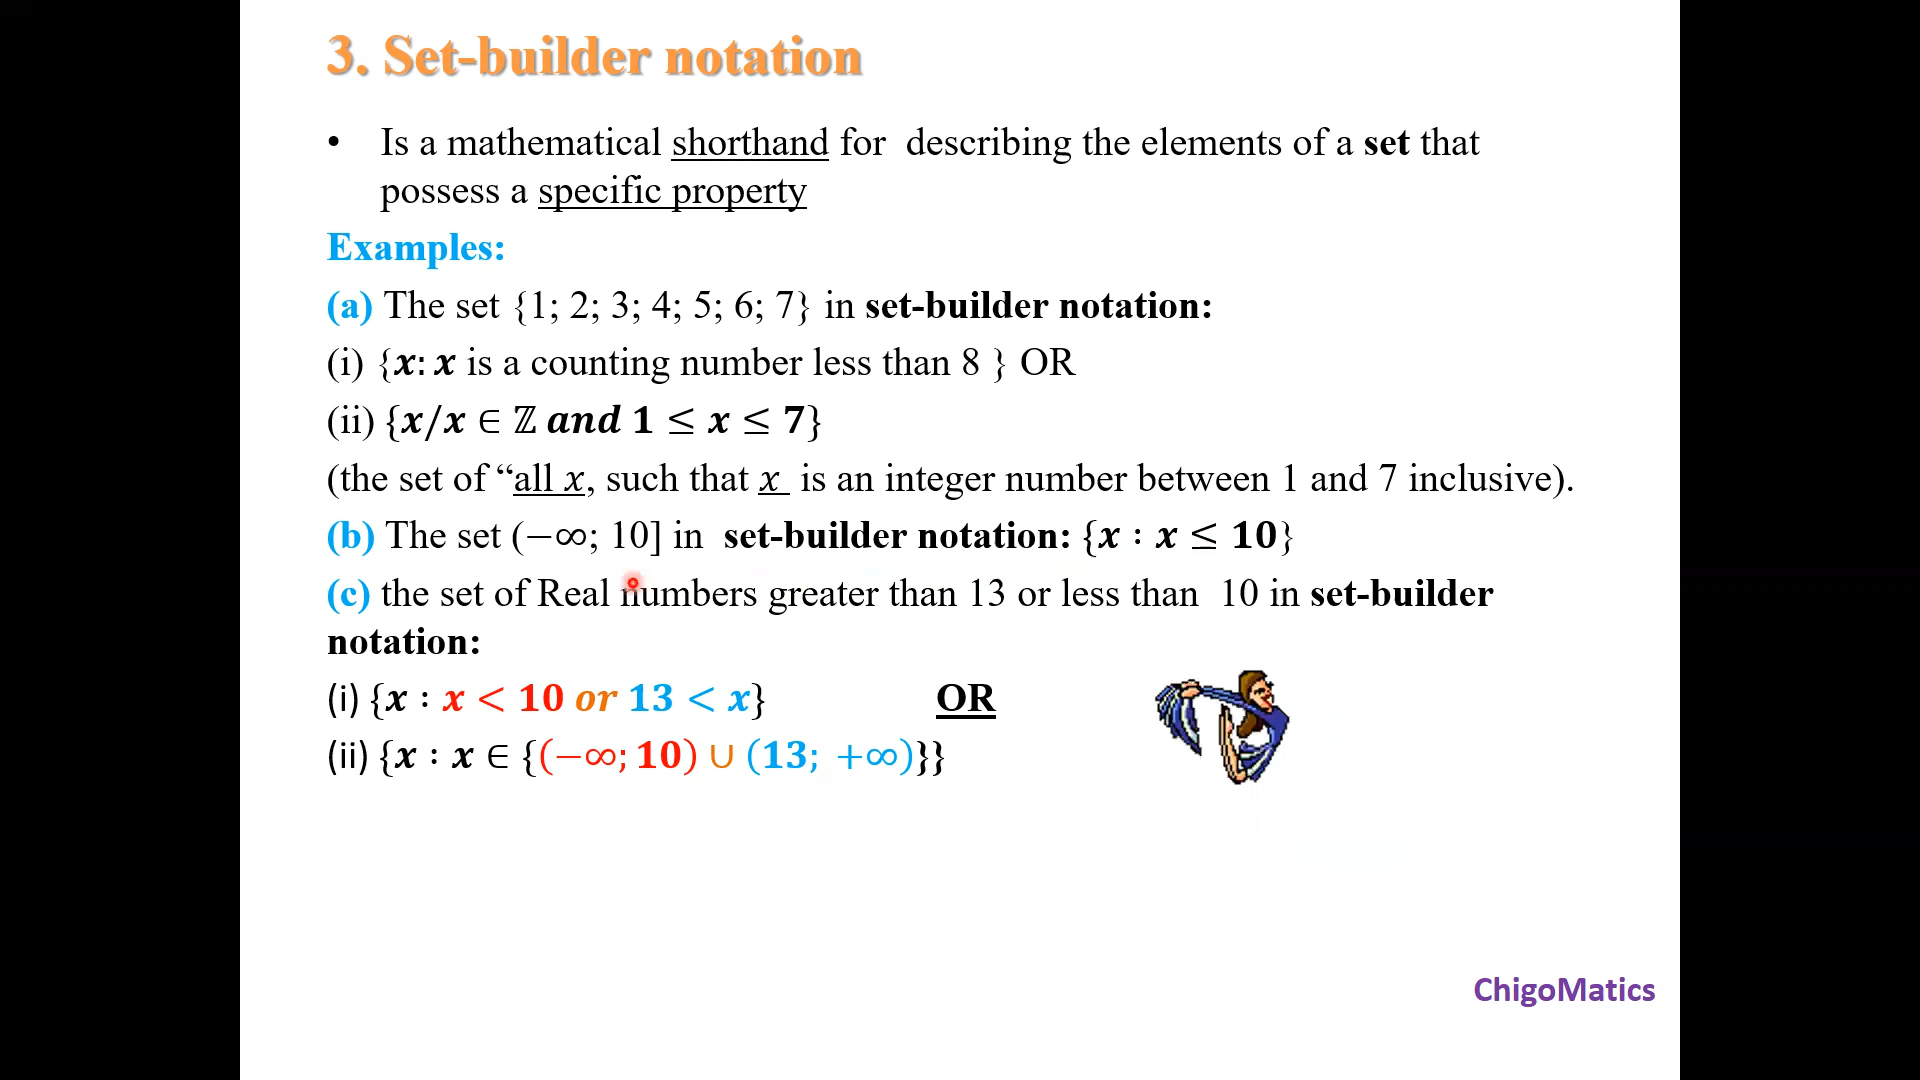 3. Set-builder notation
• Is a mathematical shorthand for describing the elements of a set that
possess a specific property
Examples:
(a) The set {1; 2; 3; 4; 5; 6; 7} in set-builder notation:
(i) {x: x is a counting number less than 8 } OR
(ii) {x/x ∈ ℤ and 1 ≤ x ≤ 7}
(the set of “all x, such that x is an integer number between 1 and 7 inclusive).
(b) The set (−∞; 10] in set-builder notation: {x : x ≤ 10}
(c) the set of Real numbers greater than 13 or less than 10 in set-builder
notation:
(i) {x : x < 10 or 13 < x} OR
(ii) {x : x ∈ {(−∞; 10) ∪ (13; +∞)}}
ChigoMatics